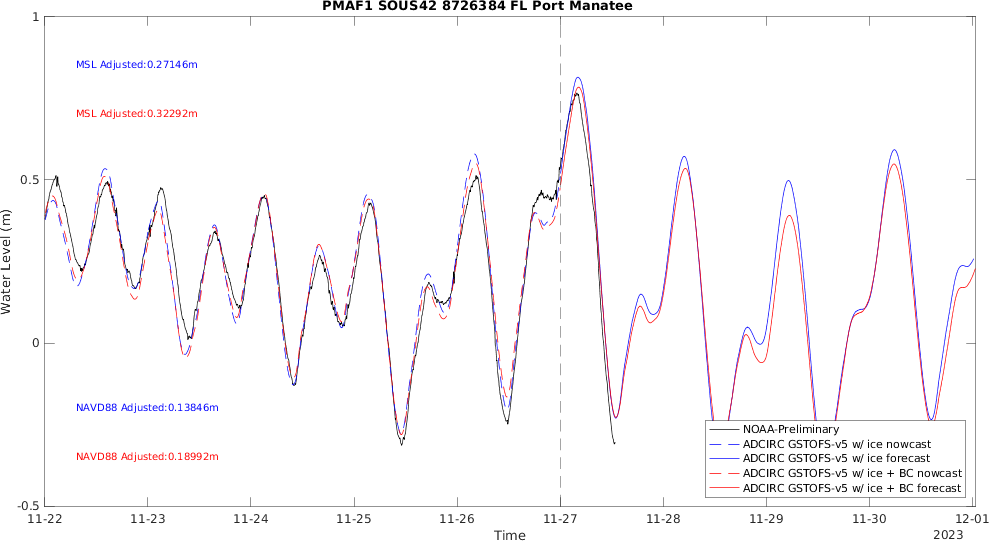 PMAF1 SOUS42 8726384 FL Port Manatee
1
MSL Adjusted:0.27146m
MSL Adjusted:0.32292m
0.5
Water Level (m)
0
NAVD88 Adjusted:0.13846m
NAVD88 Adjusted:0.18992m
NOAA-Preliminary
ADCIRC GSTOFS-v5 w/ ice nowcast
ADCIRC GSTOFS-v5 w/ ice forecast
ADCIRC GSTOFS-v5 w/ ice + BC nowcast
ADCIRC GSTOFS-v5 w/ ice + BC forecast
-0.5
11-22 11-23 11-24 11-25 11-26 11-27 11-28 11-29 11-30 12-01
Time
2023